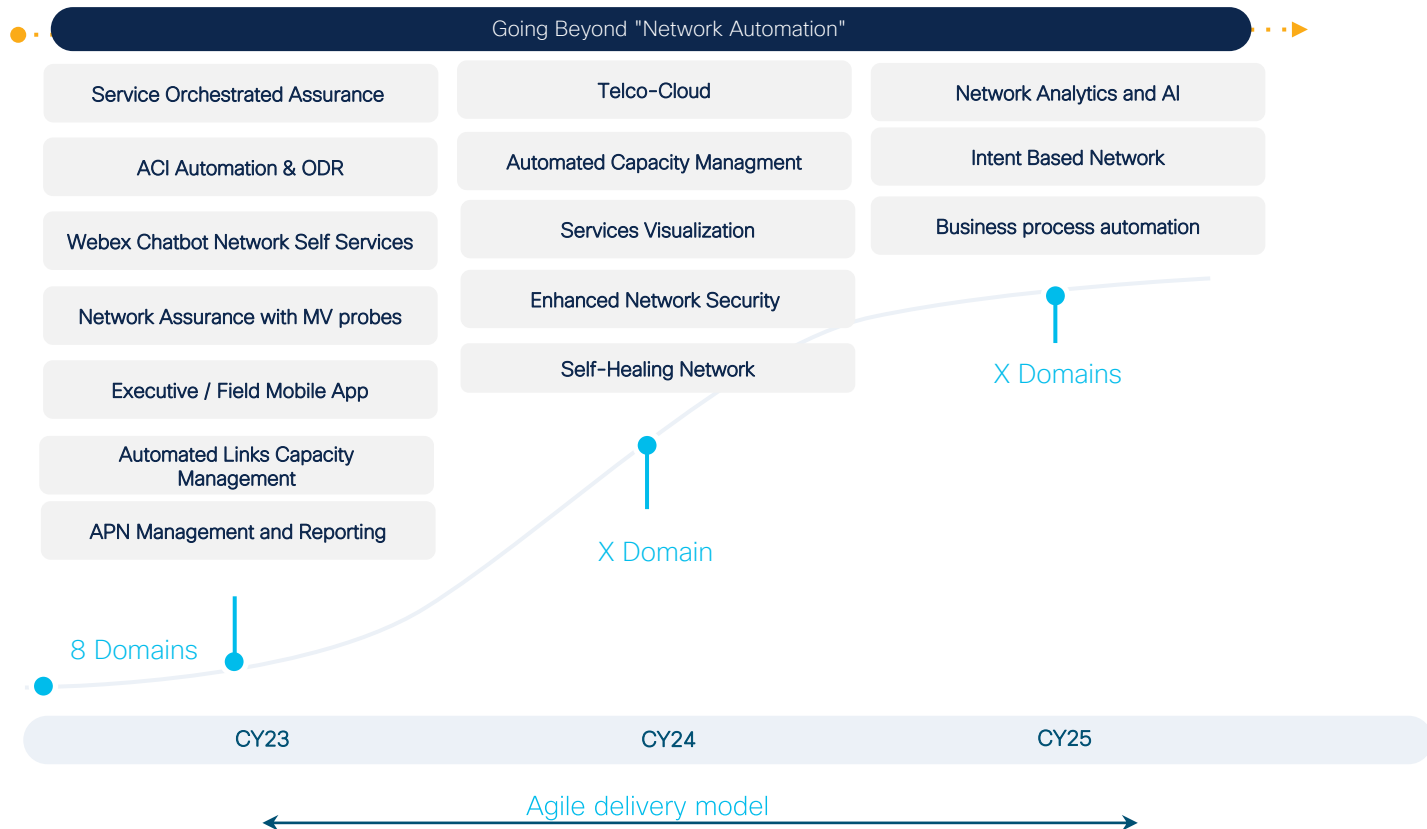 Going Beyond "Network Automation"
Service Orchestrated Assurance
ACI Automation & ODR
Webex Chatbot Network Self Services
Network Assurance with MV probes
Executive / Field Mobile App
Automated Links Capacity
Management
APN Management and Reporting
Telco-Cloud
Automated Capacity Managment
Services Visualization
Enhanced Network Security
Self-Healing Network
Network Analytics and AI
Intent Based Network
Business process automation
8 Domains
X Domain
X Domains
CY23
CY24
CY25
Agile delivery model